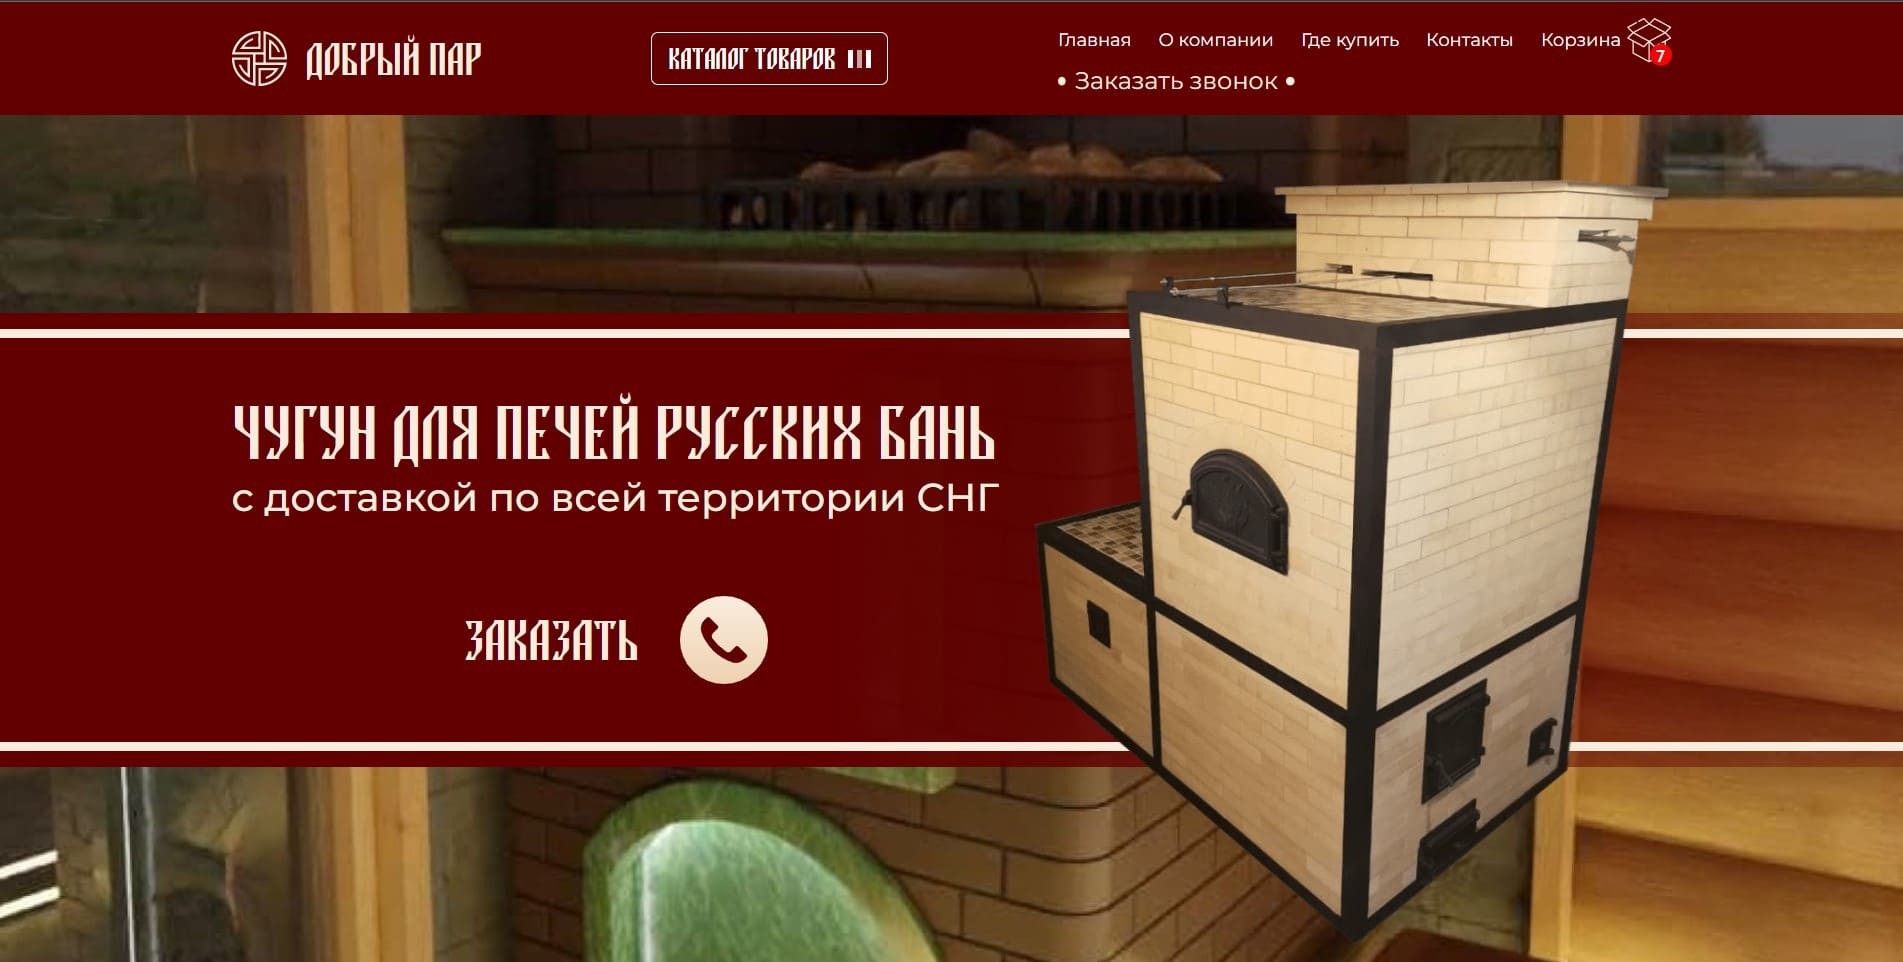 ДОБРЫЙ ПАР
КАТАЛОГ ТОВАРОВ
Главная О компании Где купить Контакты Корзина 7
• Заказать звонок •
ЧУГУН ДЛЯ ПЕЧЕЙ РУССКИХ БАНЬ
с доставкой по всей территории СНГ
ЗАКАЗАТЬ